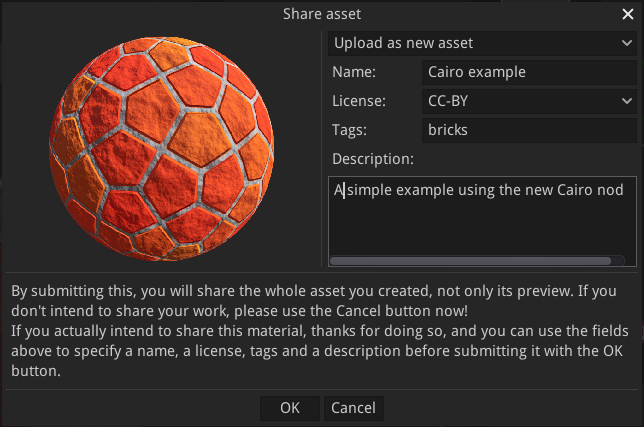 Share asset
Upload as new asset
Name: Cairo example
License: CC-BY
Tags: bricks
Description:
A simple example using the new Cairo nod
By submitting this, you will share the whole asset you created, not only its preview. If you
don't intend to share your work, please use the Cancel button now!
If you actually intend to share this material, thanks for doing so, and you can use the fields
above to specify a name, a license, tags and a description before submitting it with the OK
button.
OK Cancel